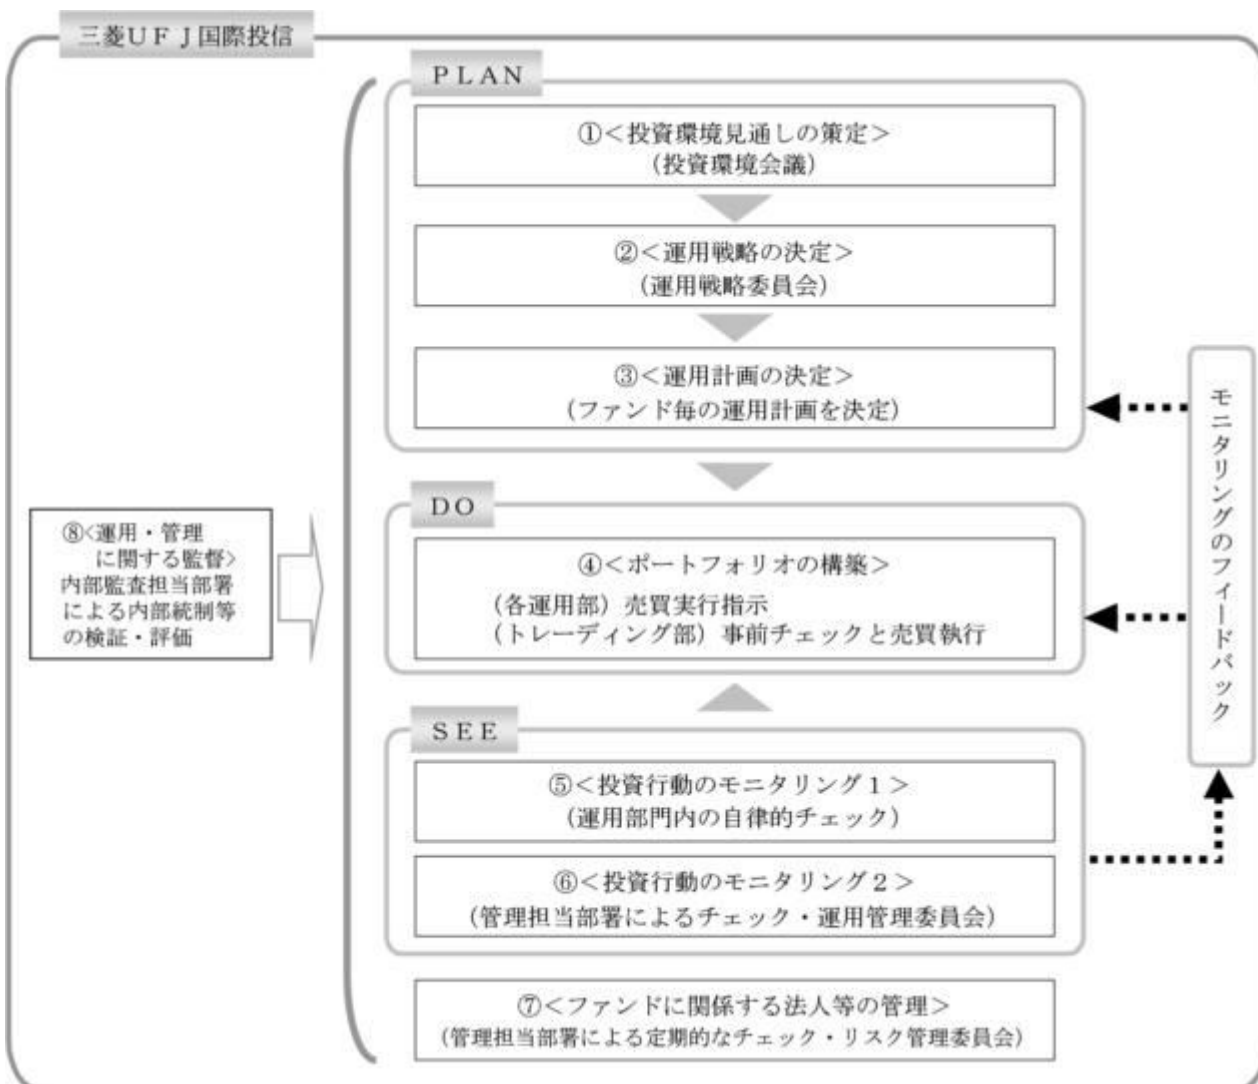 三菱UFJ国際投信
PLAN
①<投資環境見通しの策定>
(投資環境会議)
②<運用戦略の決定>
(運用戦略委員会)
③<運用計画の決定>
(ファンド毎の運用計画を決定)
DO
④<ポートフォリオの構築>
(各運用部)売買実行指示
(トレーディング部)事前チェックと売買執行
SEE
⑤<投資行動のモニタリング1>
(運用部門内の自律的チェック)
⑥<投資行動のモニタリング2>
(管理担当部署によるチェック・運用管理委員会)
⑦<ファンドに関係する法人等の管理>
(管理担当部署による定期的なチェック・リスク管理委員会)
⑧<運用・管理
に関する監督>
内部監査担当部署
による内部統制等
の検証・評価
モニタリングのフィードバック